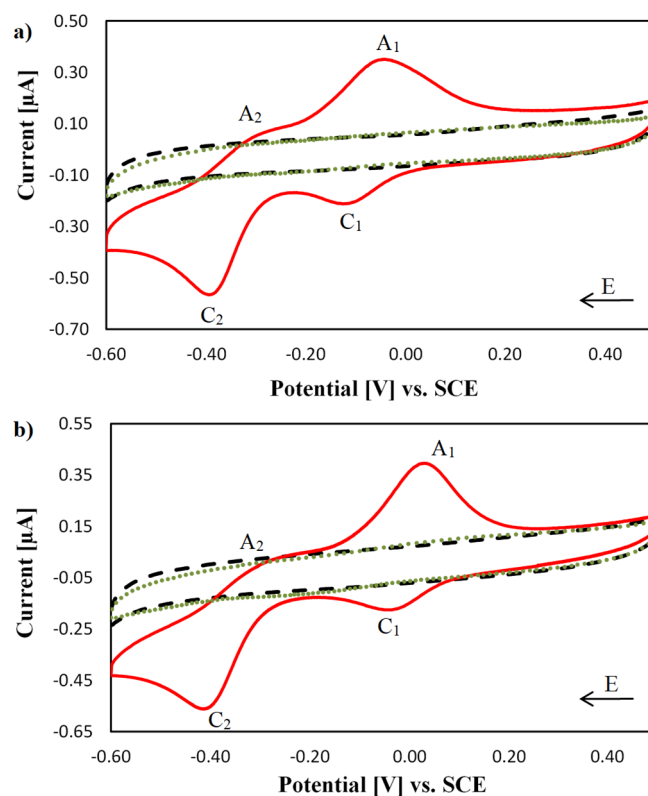 a)
Current [µA]
0.50
0.30
0.10
-0.10
-0.30
-0.50
-0.70
A₁
A₂
C₁
C₂
E
-0.60
-0.40
-0.20
0.00
0.20
0.40
Potential [V] vs. SCE
b)
Current [µA]
0.55
0.35
0.15
-0.05
-0.25
-0.45
-0.65
A₁
A₂
C₁
C₂
E
-0.60
-0.40
-0.20
0.00
0.20
0.40
Potential [V] vs. SCE